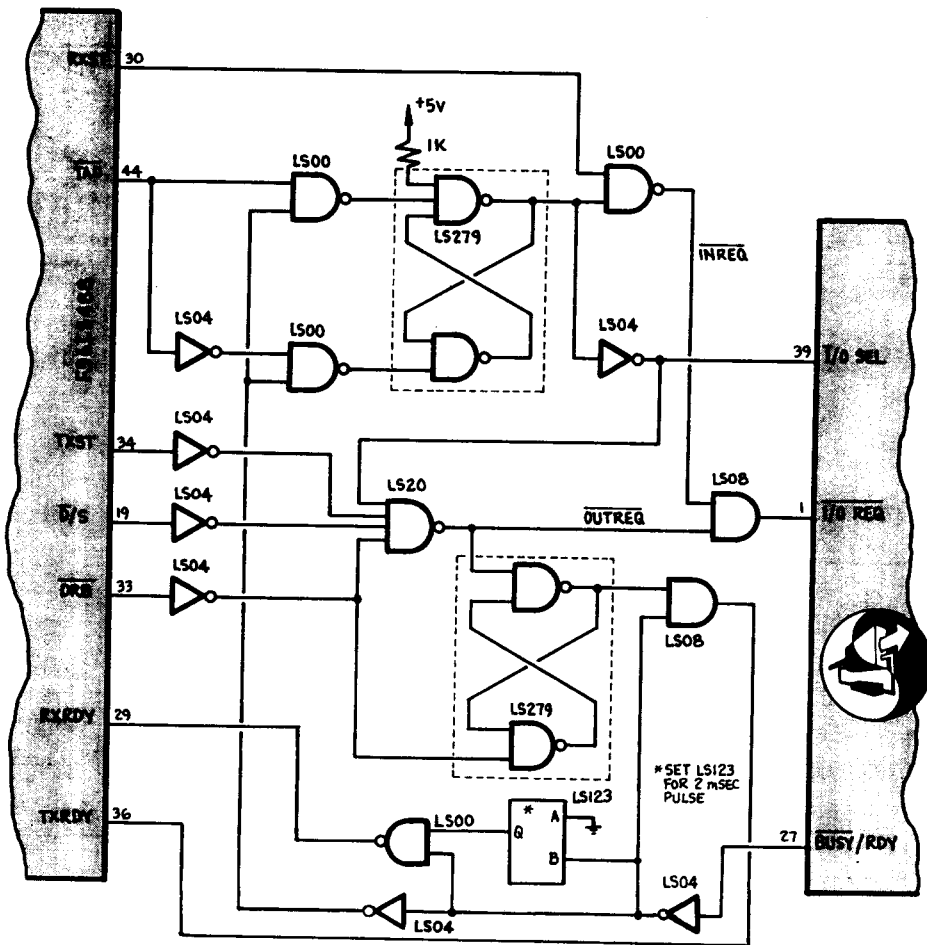 RXST 30
+5V
1K
LS00
LS00
44
LS279
INREQ
LS04
LS00
LS04
39 I/O SEL
TXST 34
LS04
LS20
LS08
D/S 19
LS04
OUTREQ
1 I/O REQ
33
LS04
LS08
LS279
RXRDY 29
*SET LS123
FOR 2 mSEC
PULSE
LS123
TXRDY 36
LS00
* A
Q
B
27 BUSY/RDY
LS04
LS04